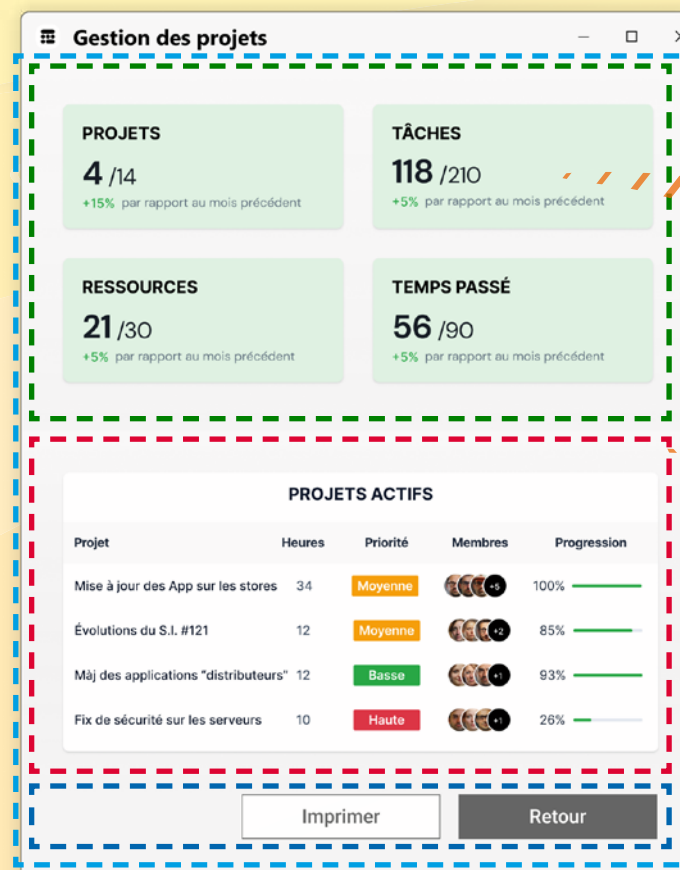 Gestion des projets
PROJETS
4 /14
+15% par rapport au mois précédent
TÂCHES
118 /210
+5% par rapport au mois précédent
RESSOURCES
21 /30
+5% par rapport au mois précédent
TEMPS PASSÉ
56 /90
+5% par rapport au mois précédent
PROJETS ACTIFS
Projet Heures Priorité Membres Progression
Mise à jour des App sur les stores 34 Moyenne +5 100%
Évolutions du S.I. #121 12 Moyenne +2 85%
Màj des applications "distributeurs" 12 Basse +1 93%
Fix de sécurité sur les serveurs 10 Haute +1 26%
Imprimer Retour